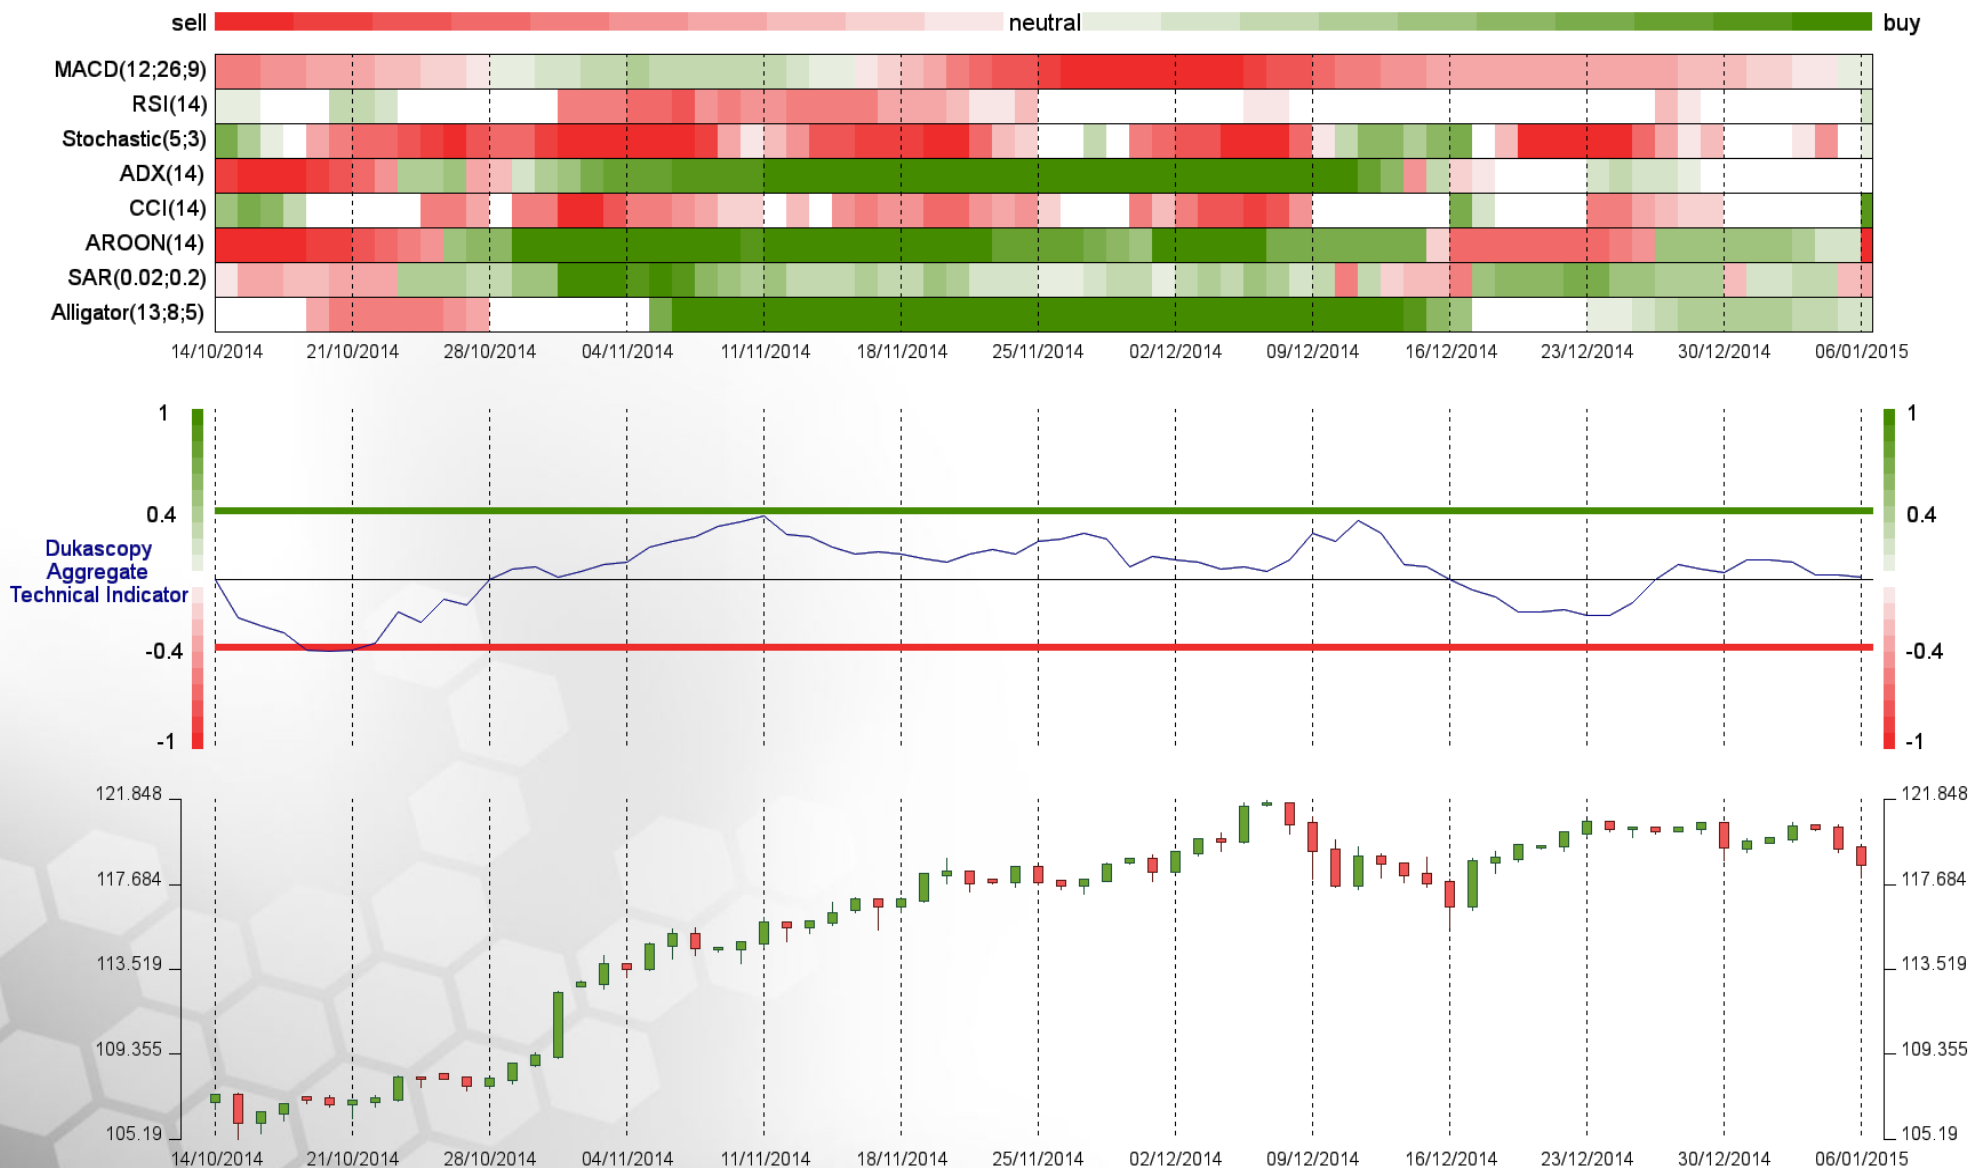 sell neutral buy
MACD(12;26;9)
RSI(14)
Stochastic(5;3)
ADX(14)
CCI(14)
AROON(14)
SAR(0.02;0.2)
Alligator(13;8;5)
14/10/2014 21/10/2014 28/10/2014 04/11/2014 11/11/2014 18/11/2014 25/11/2014 02/12/2014 09/12/2014 16/12/2014 23/12/2014 30/12/2014 06/01/2015
1 1
0.4 0.4
Dukascopy
Aggregate
Technical Indicator
-0.4 -0.4
-1 -1
121.848 121.848
117.684 117.684
113.519 113.519
109.355 109.355
105.19 105.19
14/10/2014 21/10/2014 28/10/2014 04/11/2014 11/11/2014 18/11/2014 25/11/2014 02/12/2014 09/12/2014 16/12/2014 23/12/2014 30/12/2014 06/01/2015